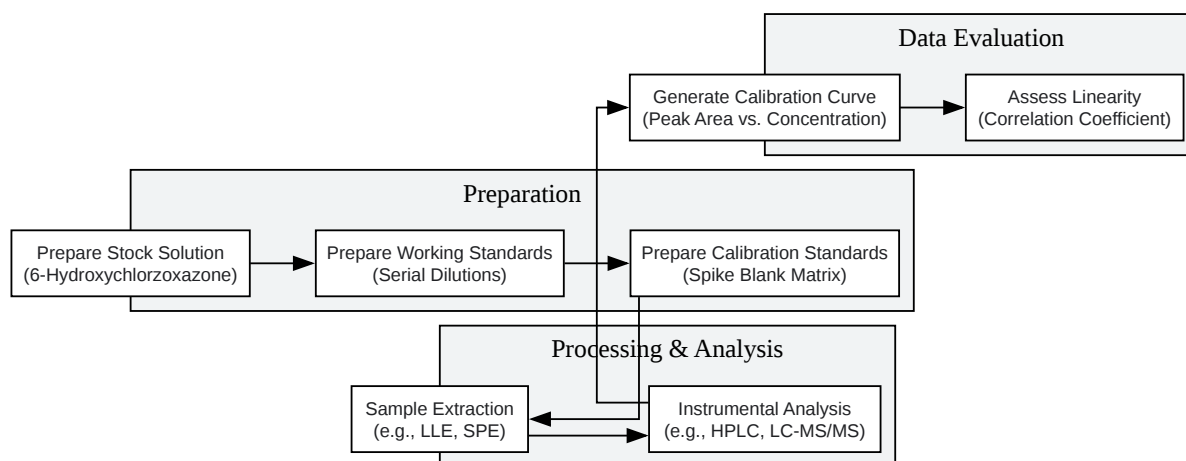 Data Evaluation
Generate Calibration Curve
(Peak Area vs. Concentration)
Assess Linearity
(Correlation Coefficient)
Preparation
Prepare Stock Solution
(6-Hydroxychlorzoxazone)
Prepare Working Standards
(Serial Dilutions)
Prepare Calibration Standards
(Spike Blank Matrix)
Processing & Analysis
Sample Extraction
(e.g., LLE, SPE)
Instrumental Analysis
(e.g., HPLC, LC-MS/MS)